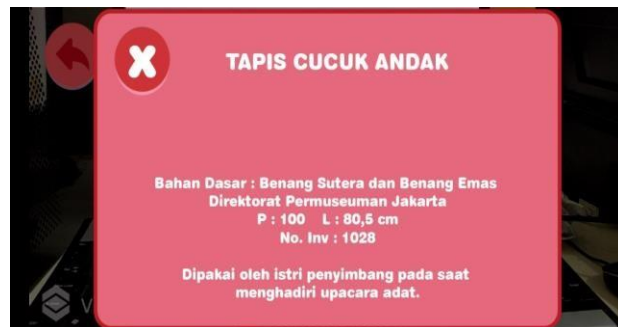 TAPIS CUCUK ANDAK
Bahan Dasar : Benang Sutera dan Benang Emas
Direktorat Permuseuman Jakarta
P : 100 L : 80,5 cm
No. Inv : 1028
Dipakai oleh istri penyimbang pada saat
menghadiri upacara adat.